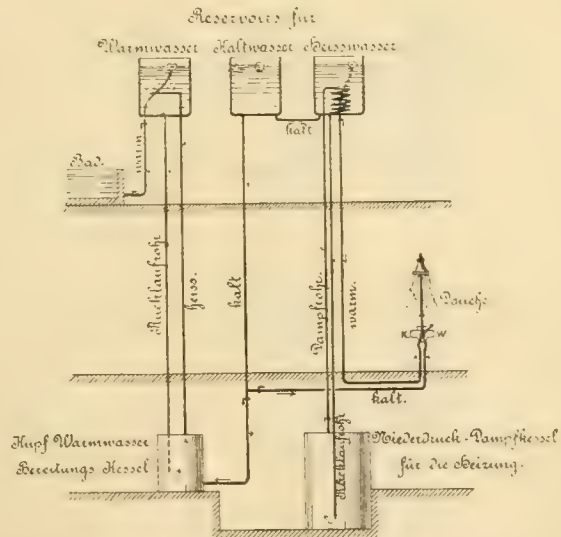 Reservoirs für
Warmwasser Kaltwasser Heisswasser
kalt
Bad.
warm
Rücklaufrohr
heiss.
kalt
Dampfrohr.
warm.
Douche
K W
kalt.
Kupf Warmwasser
Bereitungs Kessel
Rücklaufrohr
Niederdruck-Dampfkessel
für die Heizung.